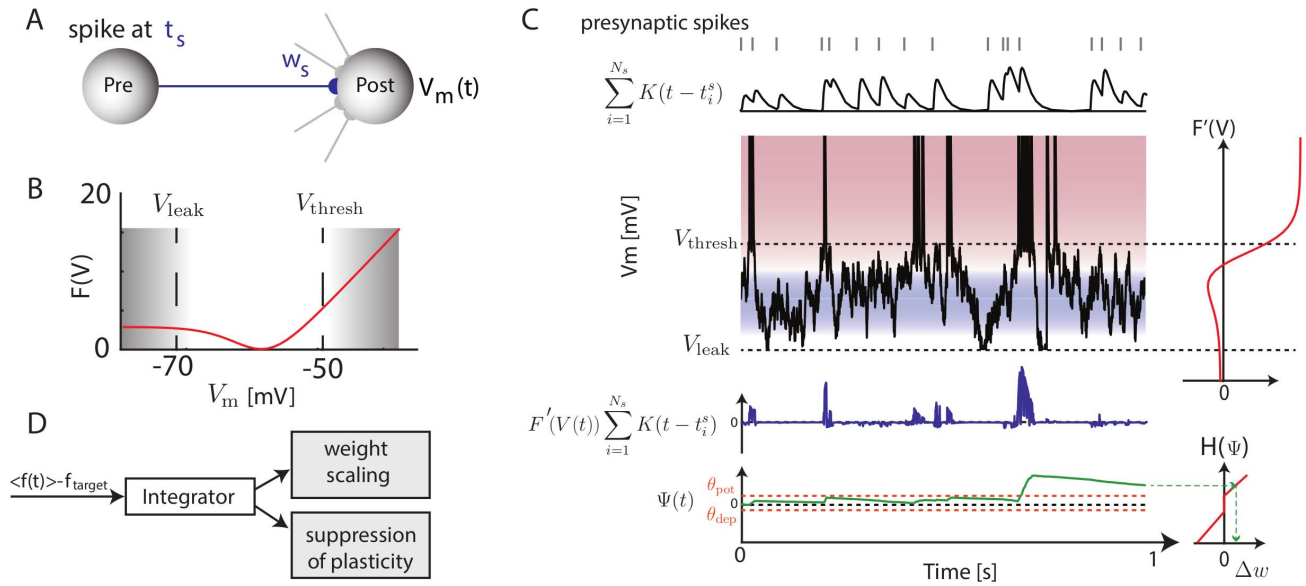 A
spike at t_s
w_s
Pre
Post
V_m(t)
B
20
V_leak
V_thresh
F(V)
0
-70
-50
V_m [mV]
D
<f(t)>-f_target
Integrator
weight
scaling
suppression
of plasticity
C
presynaptic spikes
\sum_{i=1}^{N_s} K(t - t_i^s)
F'(V)
Vm [mV]
V_thresh
V_leak
0
F'(V(t)) \sum_{i=1}^{N_s} K(t - t_i^s)
0
H(Ψ)
Ψ(t)
θ_pot
0
θ_dep
0
1
Time [s]
0
Δw